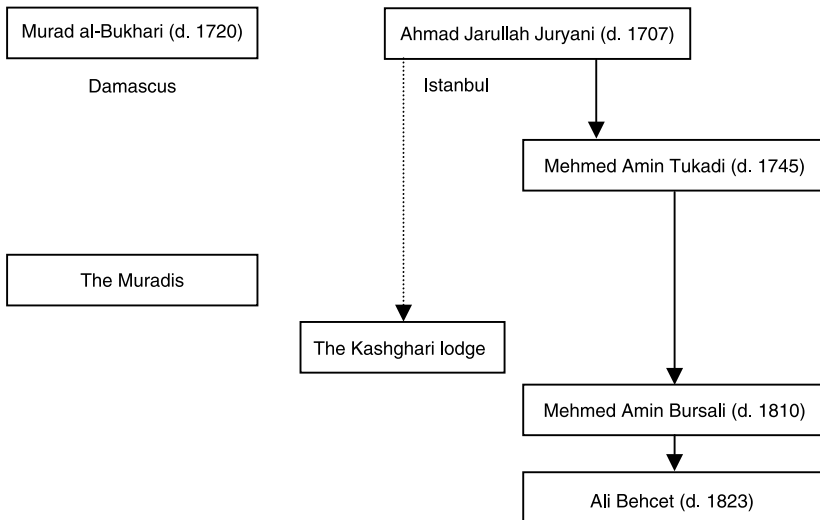 Murad al-Bukhari (d. 1720)
Ahmad Jarullah Juryani (d. 1707)
Damascus
Istanbul
Mehmed Amin Tukadi (d. 1745)
The Muradis
The Kashghari lodge
Mehmed Amin Bursali (d. 1810)
Ali Behcet (d. 1823)